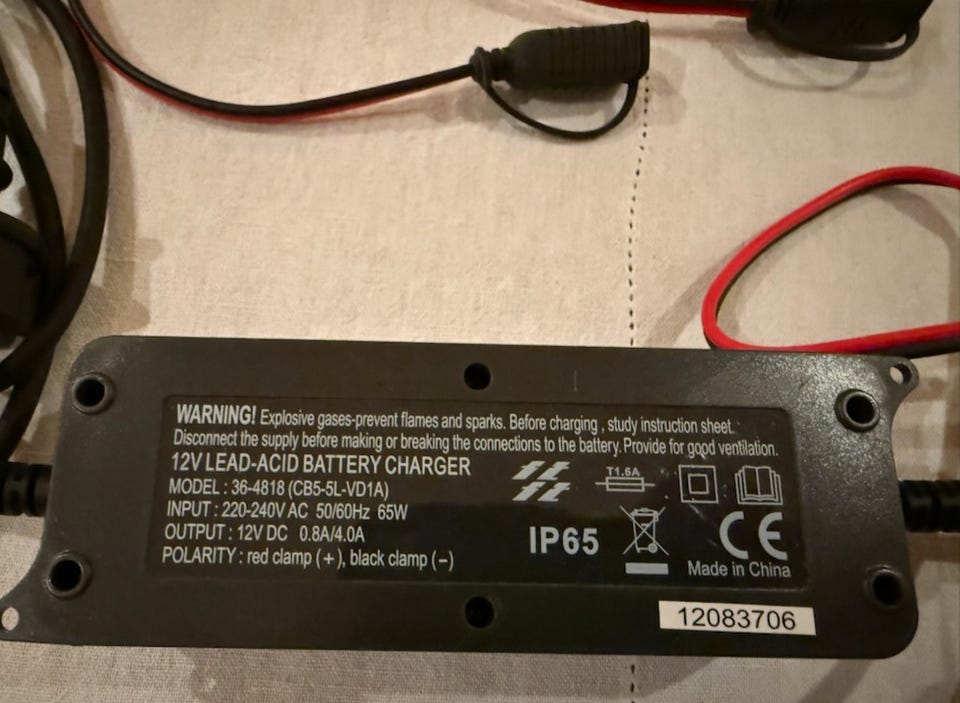 WARNING! Explosive gases-prevent flames and sparks. Before charging , study instruction sheet.
Disconnect the supply before making or breaking the connections to the battery. Provide for good ventilation.
12V LEAD-ACID BATTERY CHARGER
MODEL : 36-4818 (CB5-5L-VD1A)
INPUT : 220-240V AC 50/60Hz 65W
OUTPUT : 12V DC 0.8A/4.0A
POLARITY : red clamp (+), black clamp (−)
T1.6A
IP65
CE
Made in China
12083706